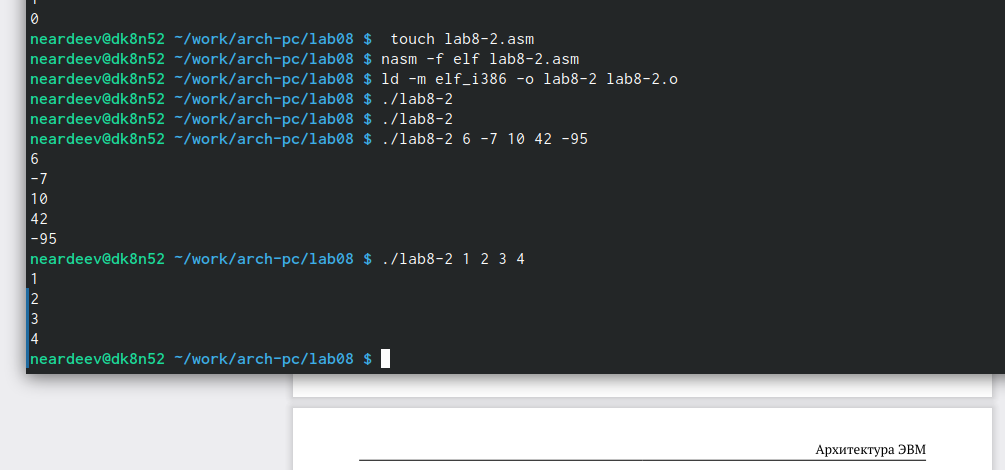 0
neardeev@dk8n52 ~/work/arch-pc/lab08 $  touch lab8-2.asm
neardeev@dk8n52 ~/work/arch-pc/lab08 $ nasm -f elf lab8-2.asm
neardeev@dk8n52 ~/work/arch-pc/lab08 $ ld -m elf_i386 -o lab8-2 lab8-2.o
neardeev@dk8n52 ~/work/arch-pc/lab08 $ ./lab8-2
neardeev@dk8n52 ~/work/arch-pc/lab08 $ ./lab8-2
neardeev@dk8n52 ~/work/arch-pc/lab08 $ ./lab8-2 6 -7 10 42 -95
6
-7
10
42
-95
neardeev@dk8n52 ~/work/arch-pc/lab08 $ ./lab8-2 1 2 3 4
1
2
3
4
neardeev@dk8n52 ~/work/arch-pc/lab08 $
Архитектура ЭВМ